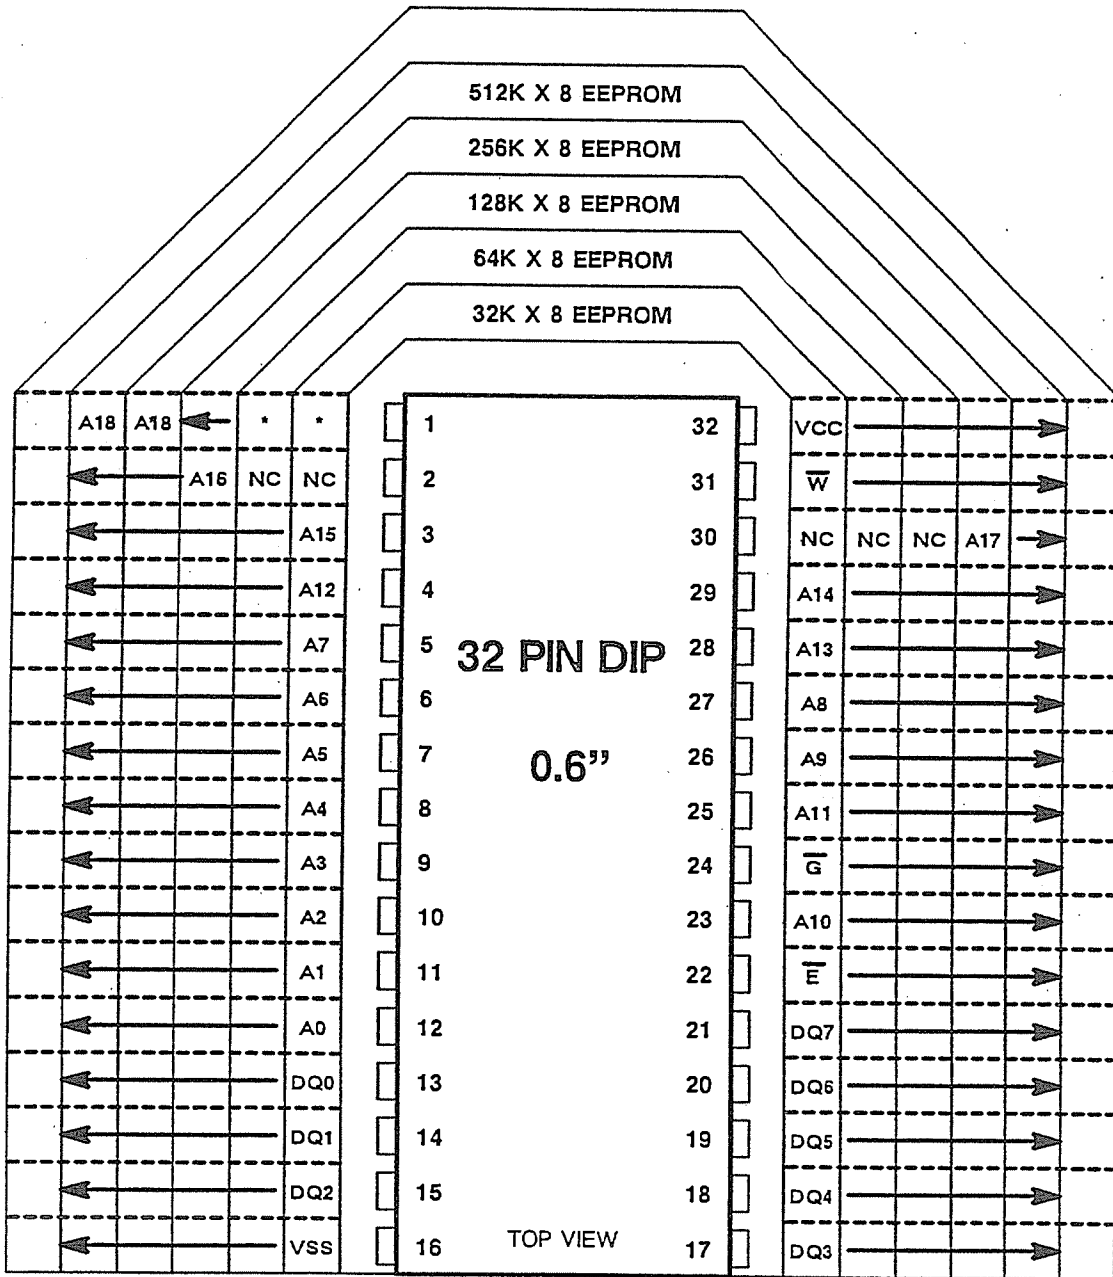 512K X 8 EEPROM
256K X 8 EEPROM
128K X 8 EEPROM
64K X 8 EEPROM
32K X 8 EEPROM
A18 A18 * * 1 32 VCC
A16 NC NC 2 31 W̅
A15 3 30 NC NC NC A17
A12 4 29 A14
A7 5 28 A13
32 PIN DIP
A6 6 27 A8
A5 7 26 A9
0.6”
A4 8 25 A11
A3 9 24 G̅
A2 10 23 A10
A1 11 22 E̅
A0 12 21 DQ7
DQ0 13 20 DQ6
DQ1 14 19 DQ5
DQ2 15 18 DQ4
VSS 16 TOP VIEW 17 DQ3